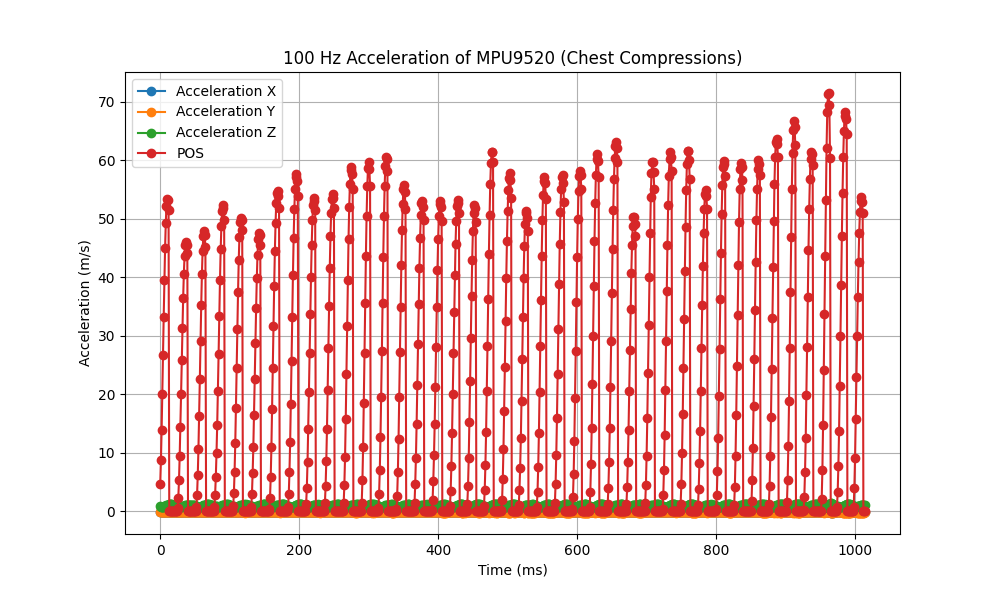 100 Hz Acceleration of MPU9520 (Chest Compressions)
Acceleration X
Acceleration Y
Acceleration Z
POS
Acceleration (m/s)
70
60
50
40
30
20
10
0
0 200 400 600 800 1000
Time (ms)